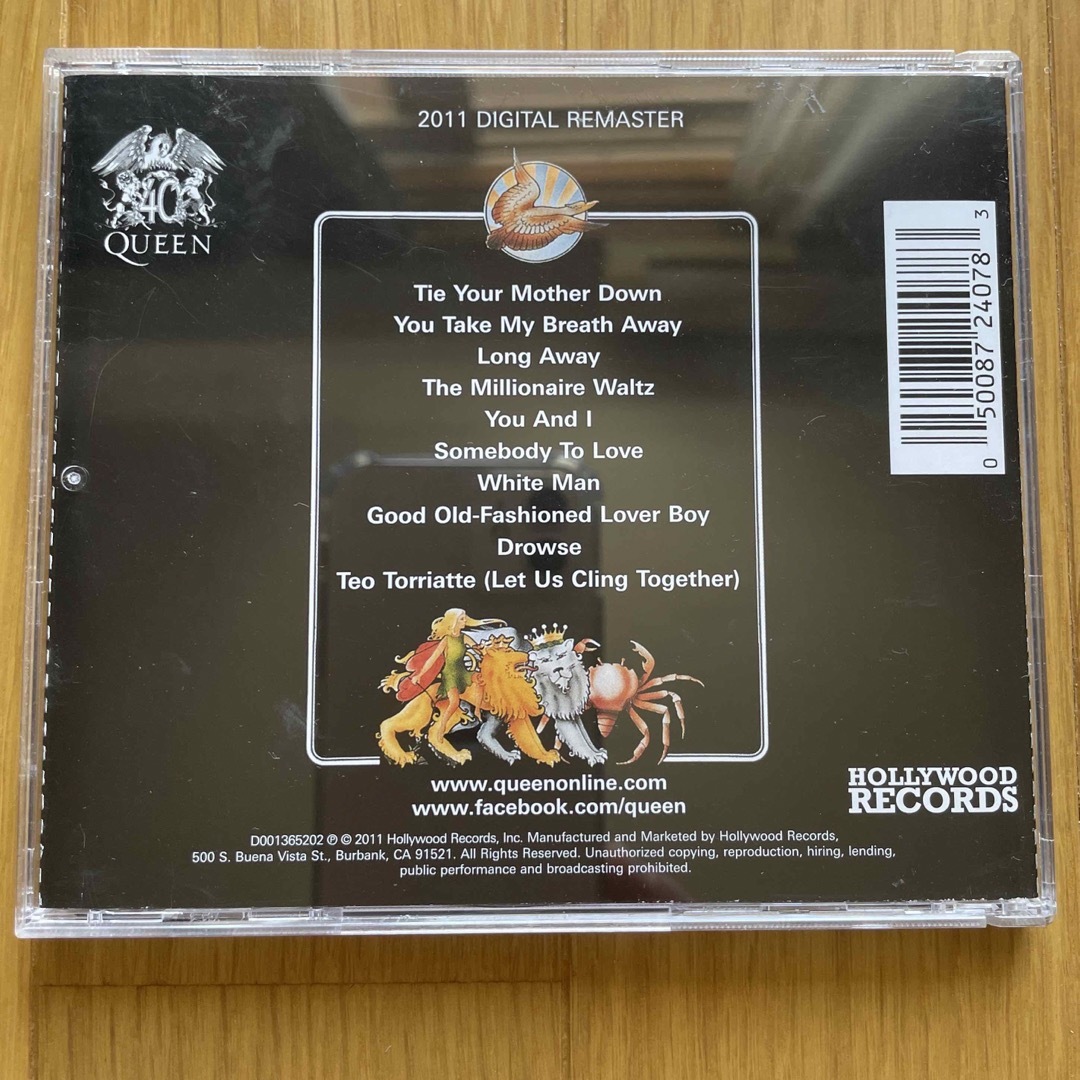 2011 DIGITAL REMASTER
40
QUEEN
Tie Your Mother Down
You Take My Breath Away
Long Away
The Millionaire Waltz
You And I
Somebody To Love
White Man
Good Old-Fashioned Lover Boy
Drowse
Teo Torriatte (Let Us Cling Together)
0 50087 24078 3
www.queenonline.com
www.facebook.com/queen
HOLLYWOOD
RECORDS
D001365202 ℗ © 2011 Hollywood Records, Inc. Manufactured and Marketed by Hollywood Records,
500 S. Buena Vista St., Burbank, CA 91521. All Rights Reserved. Unauthorized copying, reproduction, hiring, lending,
public performance and broadcasting prohibited.